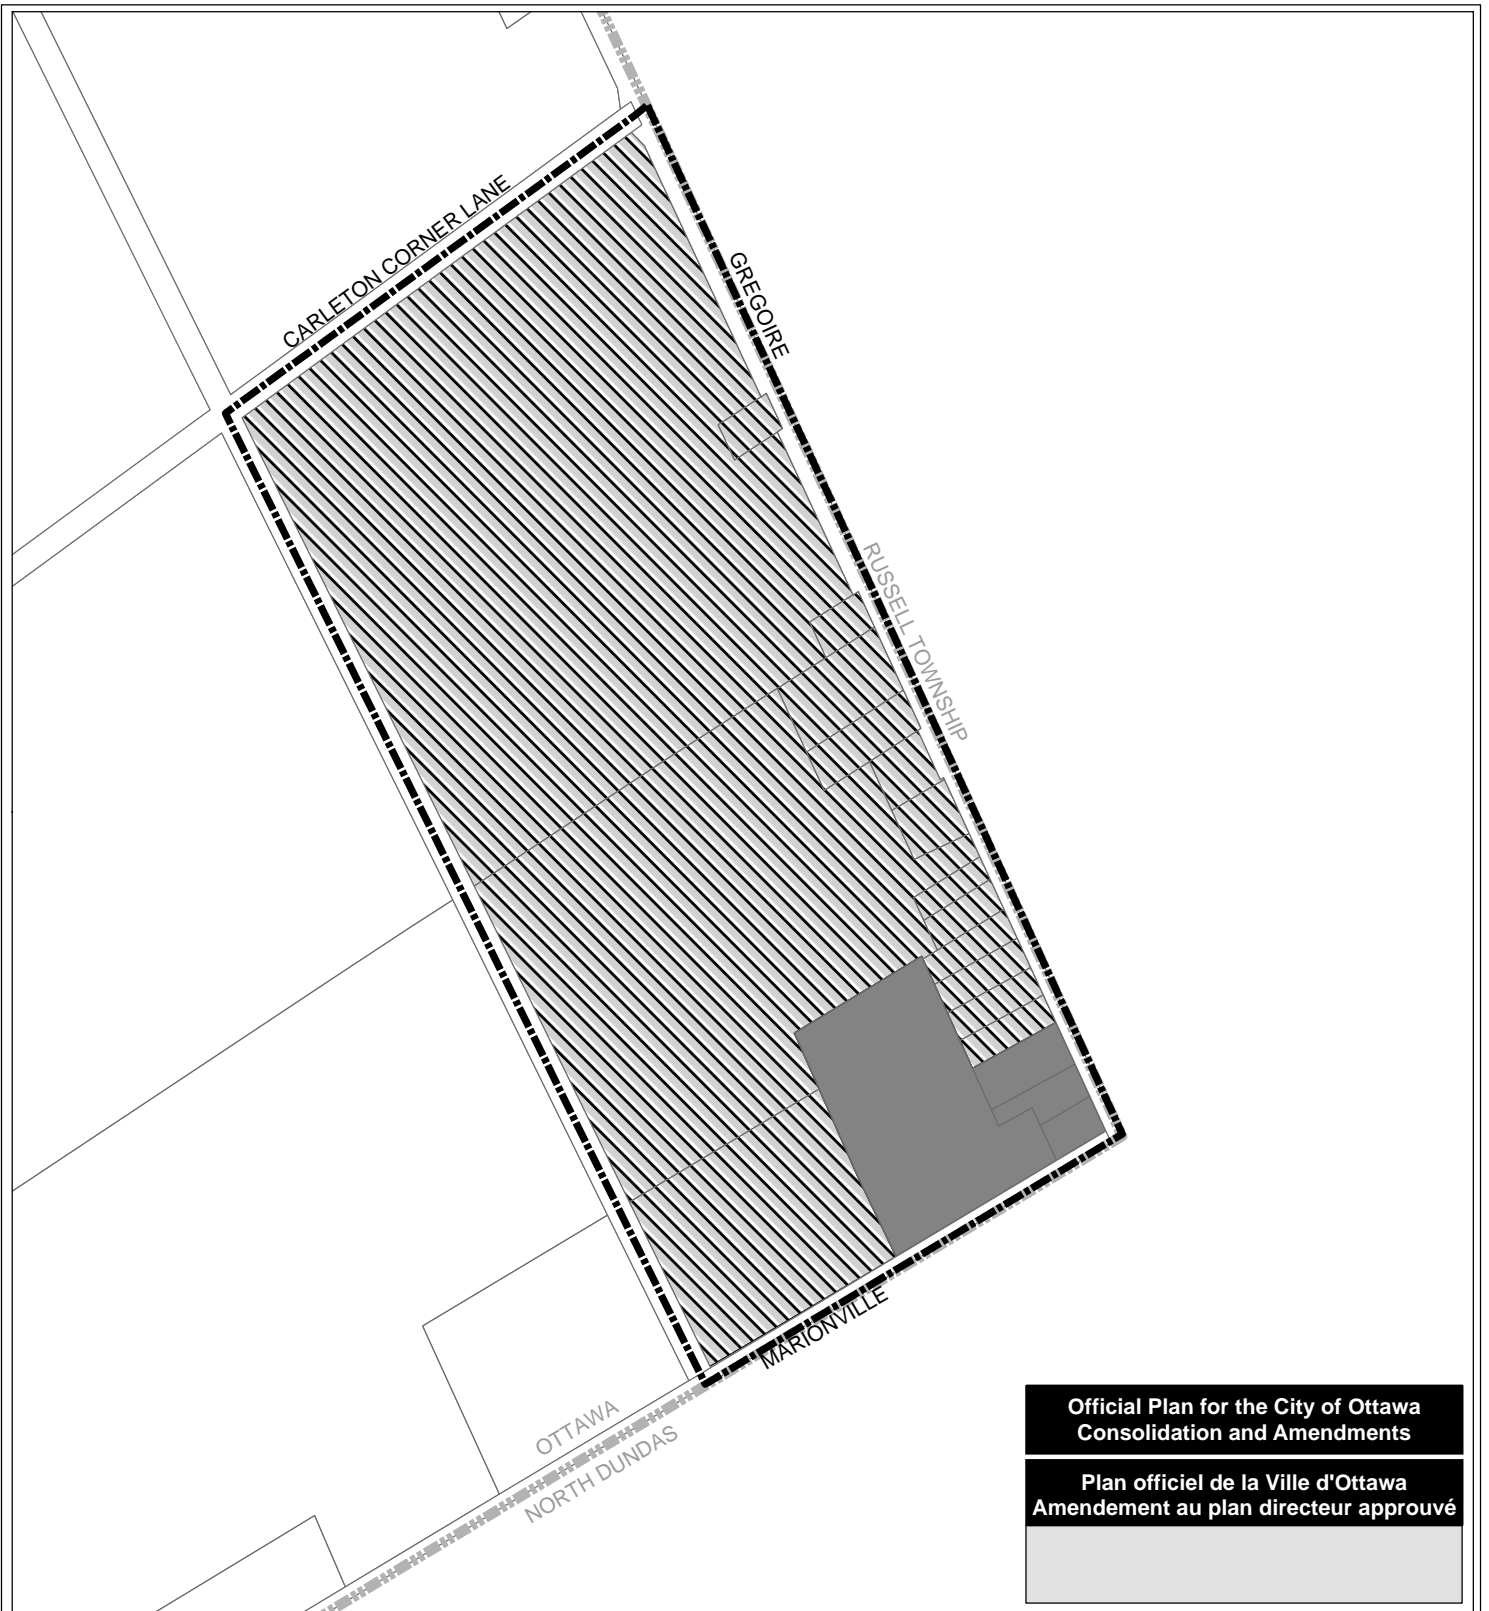 CARLETON CORNER LANE
GREGOIRE
RUSSELL TOWNSHIP
MARIONVILLE
OTTAWA
NORTH DUNDAS
Official Plan for the City of Ottawa
Consolidation and Amendments
Plan officiel de la Ville d'Ottawa
Amendement au plan directeur approuvé